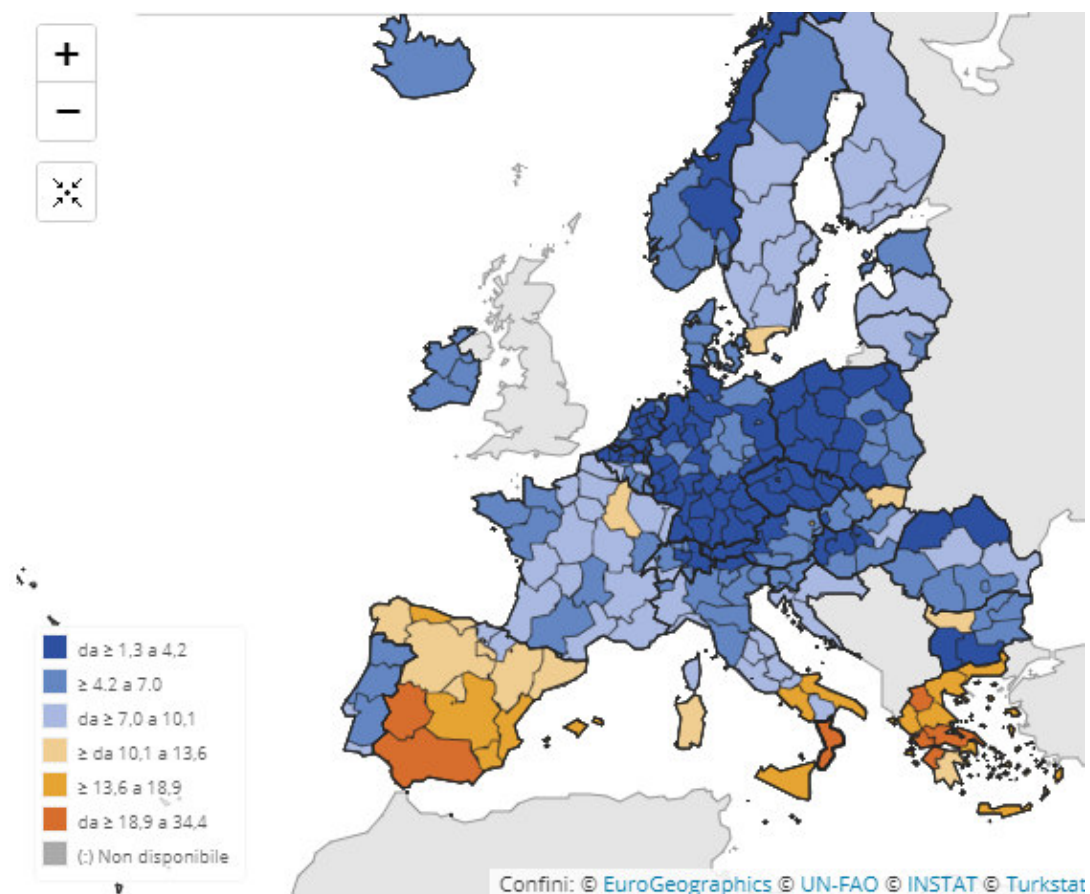 +
−
da ≥ 1,3 a 4,2
≥ 4.2 a 7.0
da ≥ 7,0 a 10,1
≥ da 10,1 a 13,6
≥ 13,6 a 18,9
da ≥ 18,9 a 34,4
(:) Non disponibile
Confini: © EuroGeographics © UN-FAO © INSTAT © Turkstat